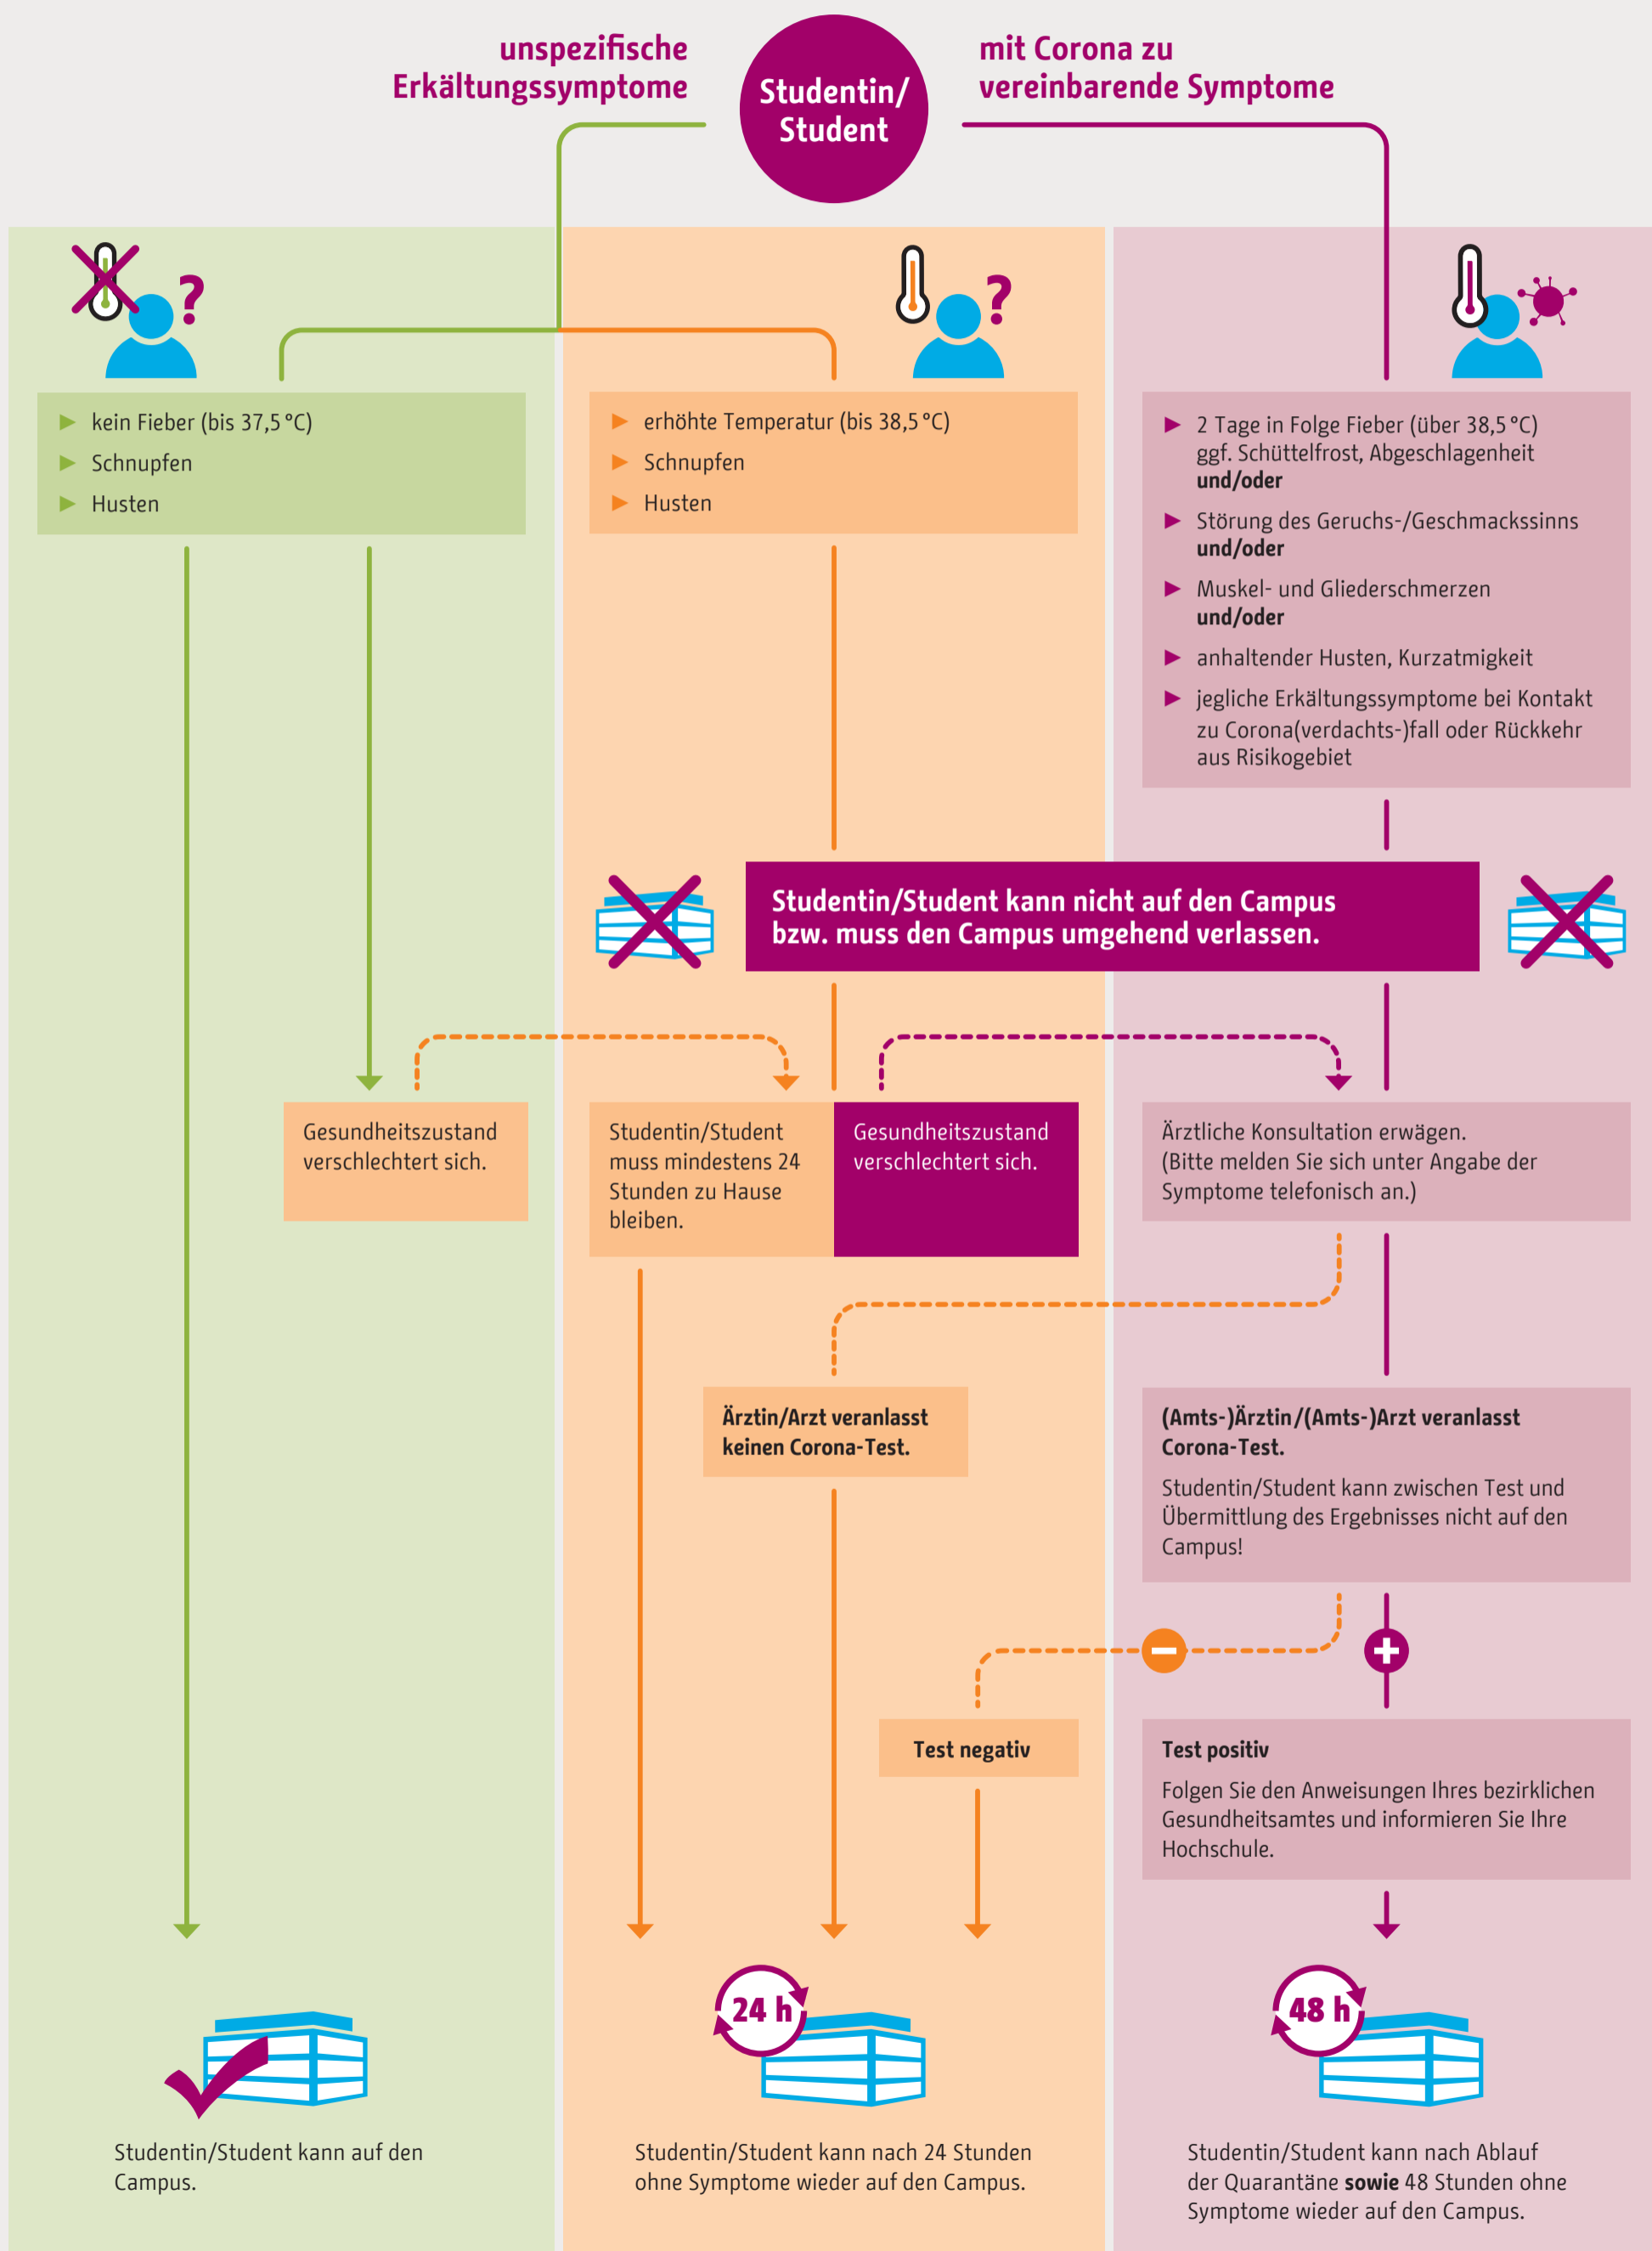 unspezifische
Erkältungssymptome
Studentin/
Student
mit Corona zu
vereinbarende Symptome
?
kein Fieber (bis 37,5 °C)
Schnupfen
Husten
?
erhöhte Temperatur (bis 38,5 °C)
Schnupfen
Husten
2 Tage in Folge Fieber (über 38,5 °C)
ggf. Schüttelfrost, Abgeschlagenheit
und/oder
Störung des Geruchs-/Geschmackssinns
und/oder
Muskel- und Gliederschmerzen
und/oder
anhaltender Husten, Kurzatmigkeit
jegliche Erkältungssymptome bei Kontakt
zu Corona(verdachts-)fall oder Rückkehr
aus Risikogebiet
Studentin/Student kann nicht auf den Campus
bzw. muss den Campus umgehend verlassen.
Gesundheitszustand
verschlechtert sich.
Studentin/Student
muss mindestens 24
Stunden zu Hause
bleiben.
Gesundheitszustand
verschlechtert sich.
Ärztliche Konsultation erwägen.
(Bitte melden Sie sich unter Angabe der
Symptome telefonisch an.)
Ärztin/Arzt veranlasst
keinen Corona-Test.
(Amts-)Ärztin/(Amts-)Arzt veranlasst
Corona-Test.
Studentin/Student kann zwischen Test und
Übermittlung des Ergebnisses nicht auf den
Campus!
Test negativ
Test positiv
Folgen Sie den Anweisungen Ihres bezirklichen
Gesundheitsamtes und informieren Sie Ihre
Hochschule.
Studentin/Student kann auf den
Campus.
24 h
Studentin/Student kann nach 24 Stunden
ohne Symptome wieder auf den Campus.
48 h
Studentin/Student kann nach Ablauf
der Quarantäne sowie 48 Stunden ohne
Symptome wieder auf den Campus.